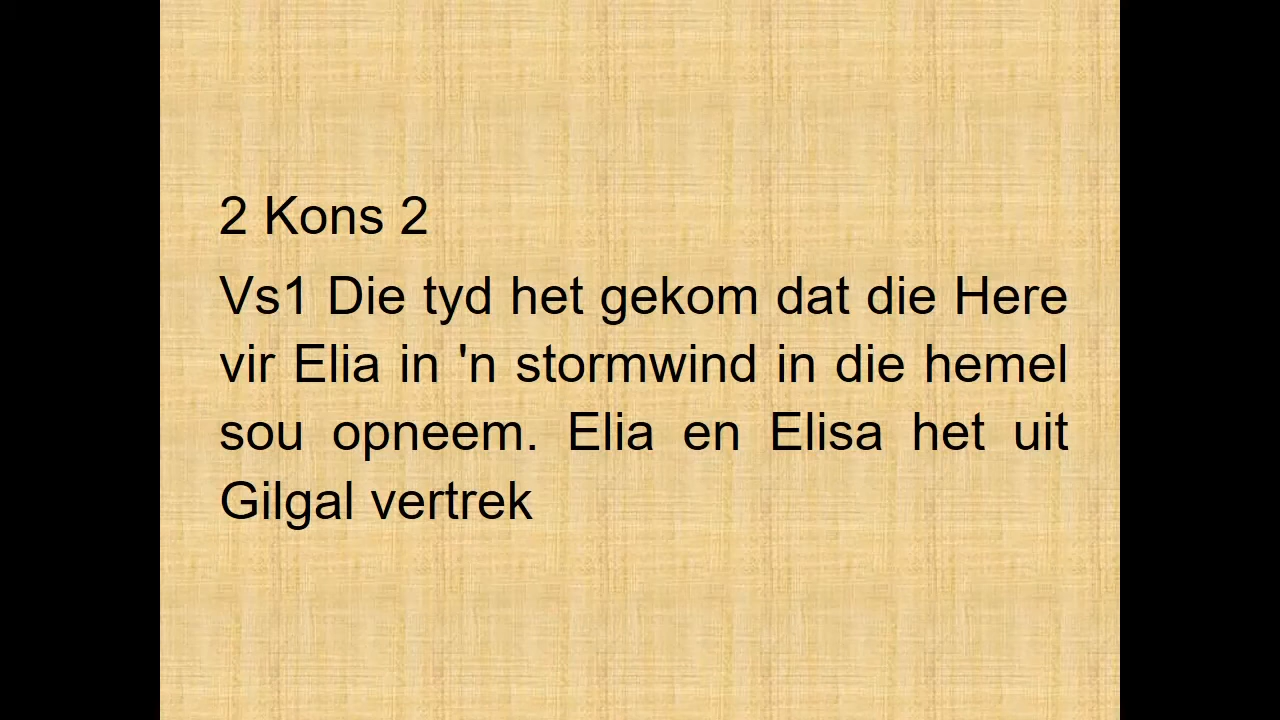 2 Kons 2
Vs1 Die tyd het gekom dat die Here
vir Elia in 'n stormwind in die hemel
sou opneem. Elia en Elisa het uit
Gilgal vertrek